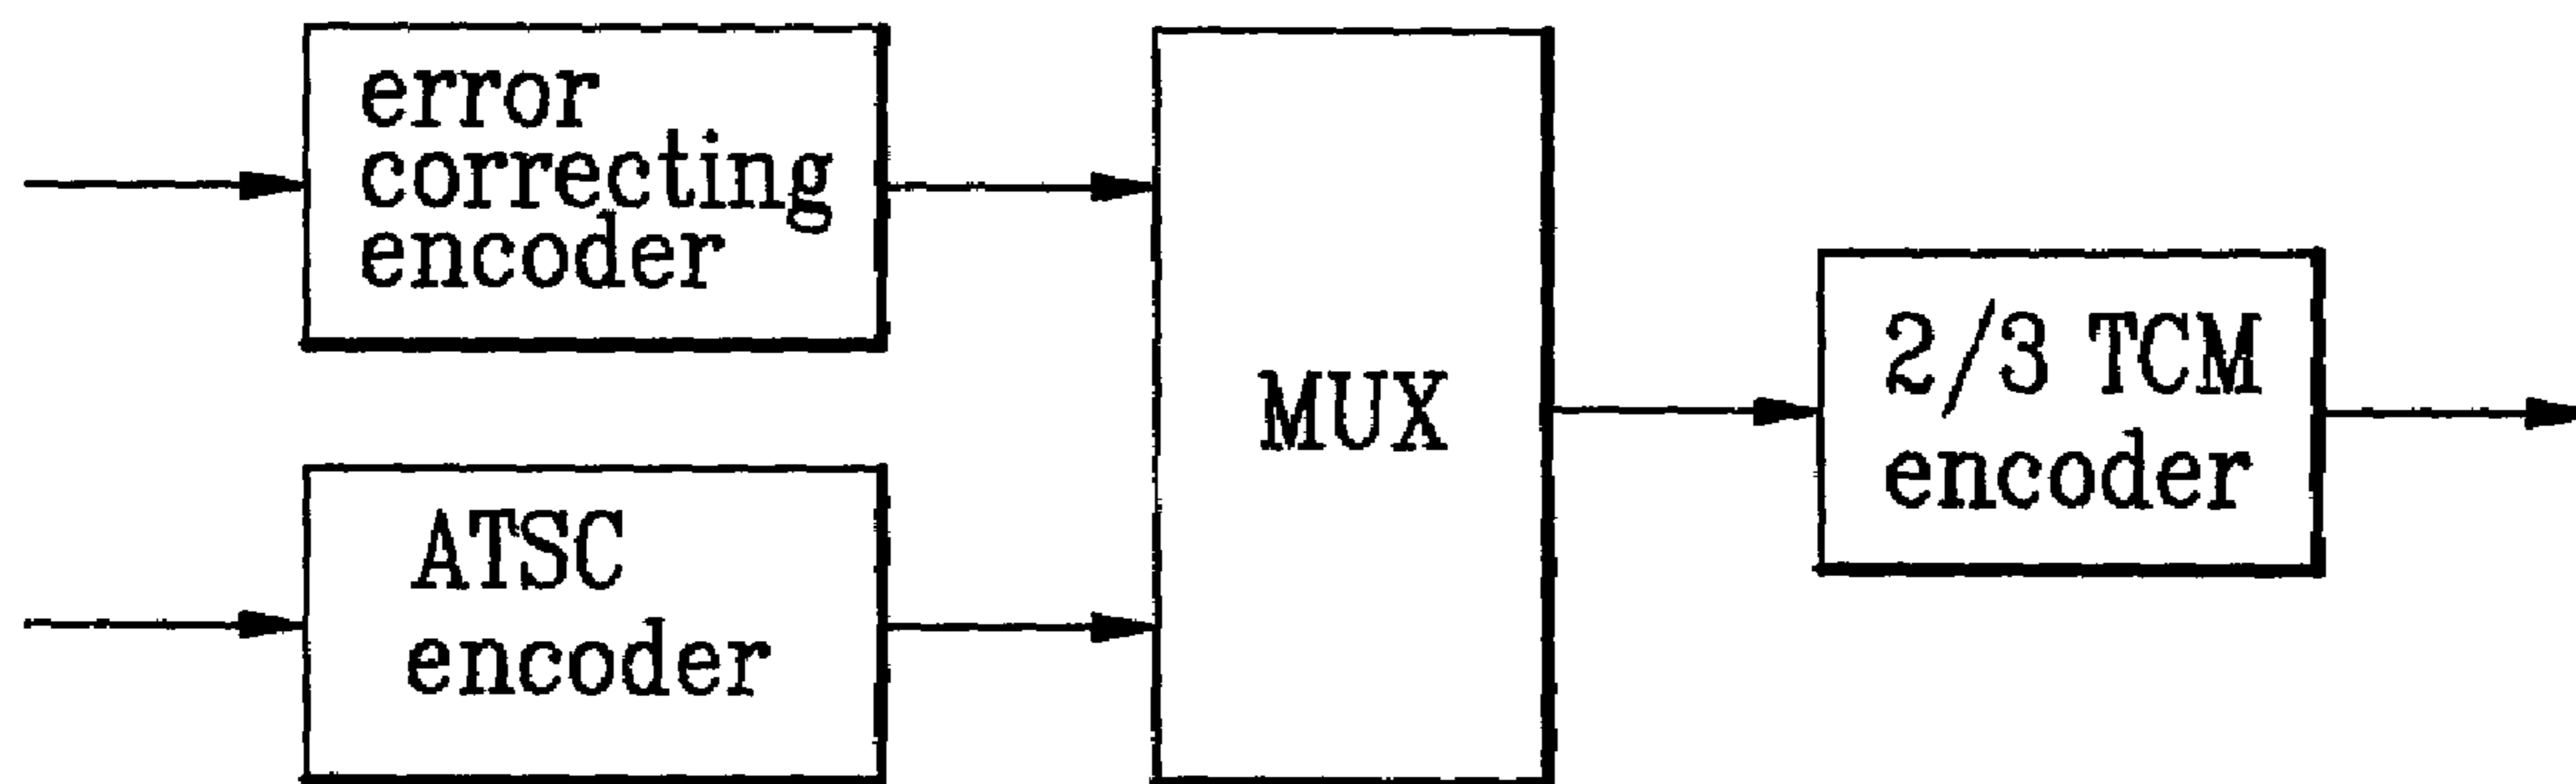 error
correcting
encoder
ATSC
encoder
MUX
2/3 TCM
encoder